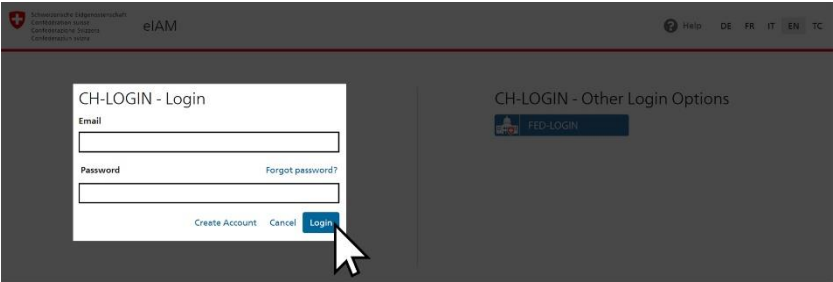 Schweizerische Eidgenossenschaft
Confédération suisse
Confederazione Svizzera
Confederaziun svizra
eIAM
Help DE FR IT EN TC
CH-LOGIN - Login
Email
Password Forgot password?
Create Account Cancel Login
CH-LOGIN - Other Login Options
FED-LOGIN